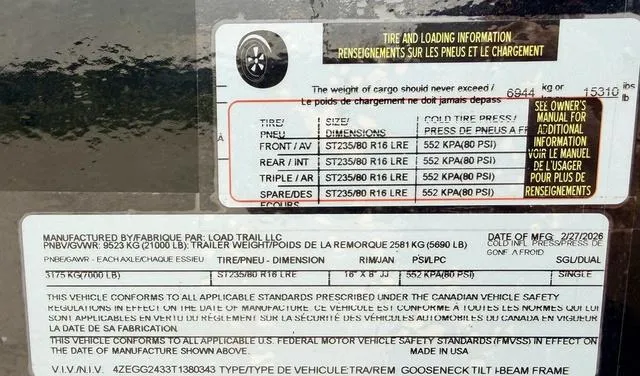 TIRE AND LOADING INFORMATION
RENSEIGNEMENTS SUR LES PNEUS ET LE CHARGEMENT
The weight of cargo should never exceed / 6944 kg or 15310 lbs
Le poids de chargement ne doit jamais depass
TIRE/ SIZE/ COLD TIRE PRESS/
PNEU DIMENSIONS PRESS DE PNEUS A FR
FRONT / AV ST235/80 R16 LRE 552 KPA(80 PSI)
REAR / INT ST235/80 R16 LRE 552 KPA(80 PSI)
TRIPLE / AR ST235/80 R16 LRE 552 KPA(80 PSI)
SPARE/DES ST235/80 R16 LRE 552 KPA(80 PSI)
ECOURS
SEE OWNER'S
MANUAL FOR
ADDITIONAL
INFORMATION
VOIR LE MANUEL
DE L'USAGER
POUR PLUS DE
RENSEIGNEMENTS
MANUFACTURED BY/FABRIQUE PAR: LOAD TRAIL LLC DATE OF MFG: 2/27/2026
PNBV/GVWR: 9523 KG (21000 LB): TRAILER WEIGHT/POIDS DE LA REMORQUE 2581 KG (5690 LB) COLD INFL PRESS/PRESS DE
GONF A FROID
PNBE/GAWR - EACH AXLE/CHAQUE ESSIEU TIRE/PNEU - DIMENSION RIM/JAN PSI/LPC SGL/DUAL
3175 KG(7000 LB) ST235/80 R16 LRE 16" X 8" JJ 552 KPA(80 PSI) SINGLE
THIS VEHICLE CONFORMS TO ALL APPLICABLE STANDARDS PRESCRIBED UNDER THE CANADIAN VEHICLE SAFETY
REGULATIONS IN EFFECT ON THE DATE OF MANUFACTURE. CE VEHICULE EST CONFORME A TOUTES LES NORMES QUI LUI
SONT APPLICABLES EN VERTU DU RÈGLEMENT SUR LA SÉCURITÉ DES VÉHICULES AUTOMOBILES DU CANADA EN VIGUEUR
LA DATE DE SA FABRICATION.
THIS VEHICLE CONFORMS TO ALL APPLICABLE U.S. FEDERAL MOTOR VEHICLE SAFETY STANDARDS (FMVSS) IN EFFECT ON
THE DATE OF MANUFACTURE SHOWN ABOVE. MADE IN USA
V.I.V./N.I.V. 4ZEGG2433T1380343 TYPE/TYPE DE VEHICULE:TRA/REM GOOSENECK TILT I-BEAM FRAME